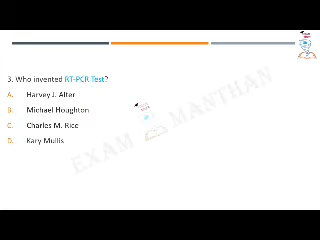 3. Who invented RT-PCR Test?
A. Harvey J. Alter
B. Michael Houghton
C. Charles M. Rice
D. Kary Mullis
EXAM MANTHAN